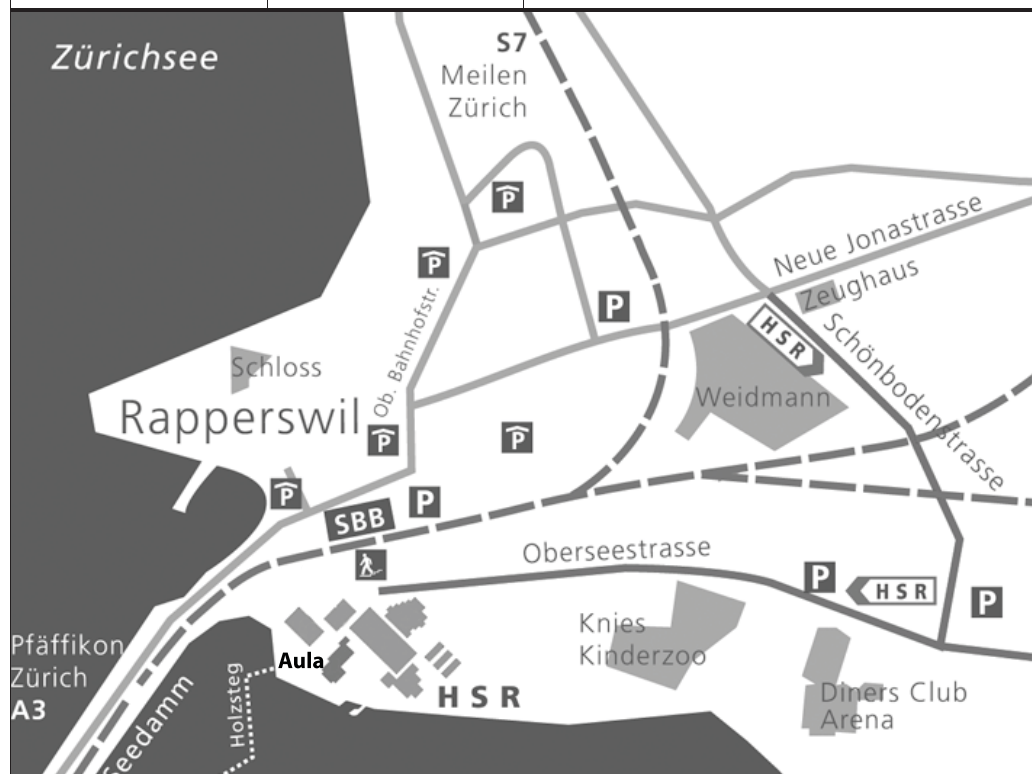 Zürichsee
S7
Meilen
Zürich
P
P
P
Neue Jonastrasse
Zeughaus
HSR
Schönbodenstrasse
Ob. Bahnhofstr.
Schloss
Rapperswil
Weidmann
P
P
P
P
SBB
Oberseestrasse
P
HSR
P
Knies
Kinderzoo
Pfäffikon
Zürich
A3
Aula
Holzsteg
Seedamm
HSR
Diners Club
Arena